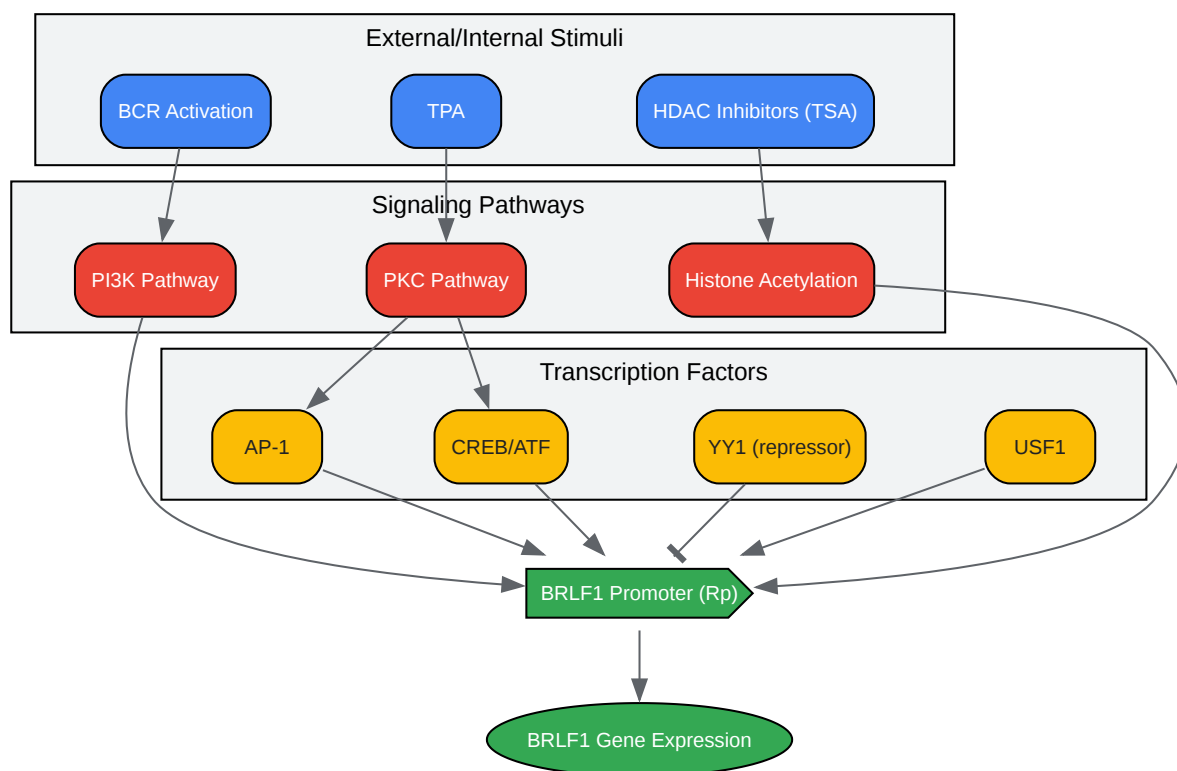 External/Internal Stimuli
BCR Activation
TPA
HDAC Inhibitors (TSA)
Signaling Pathways
PI3K Pathway
PKC Pathway
Histone Acetylation
Transcription Factors
AP-1
CREB/ATF
YY1 (repressor)
USF1
BRLF1 Promoter (Rp)
BRLF1 Gene Expression